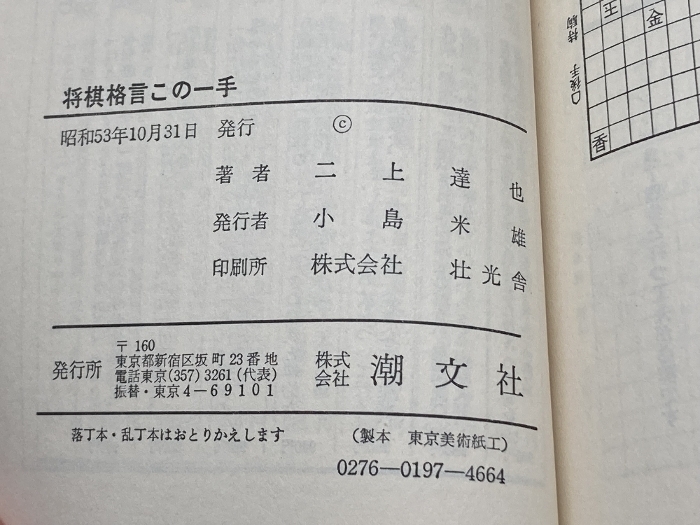 将棋格言この一手
昭和53年10月31日 発行 ©
著者 二上達也
発行者 小島米雄
印刷所 株式会社 壮光舎
発行所
〒160
東京都新宿区坂町23番地
電話東京(357)3261(代表)
振替・東京4―69101
株式会社 潮文社
落丁本・乱丁本はおとりかえします
(製本 東京美術紙工)
0276―0197―4664
玉
金
香
後手 持駒